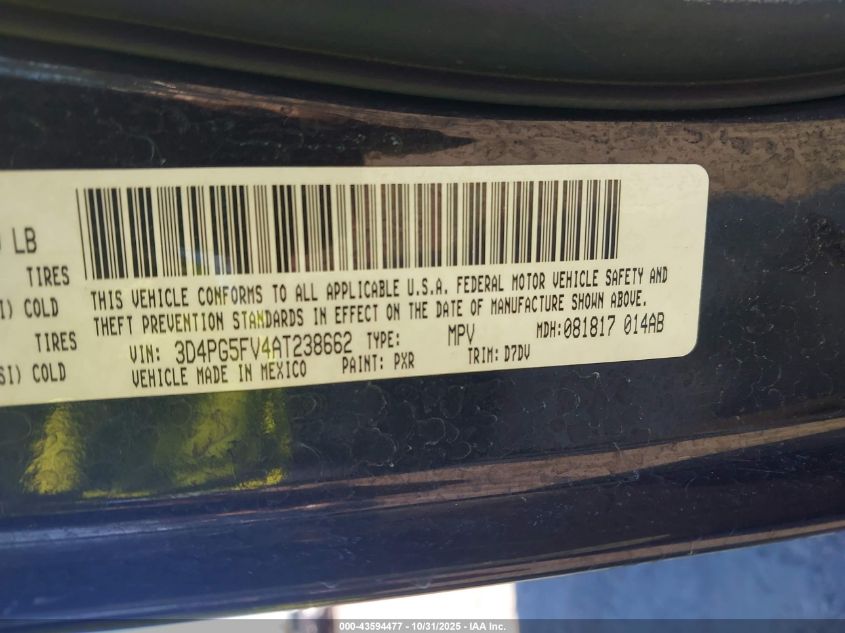 LB
TIRES
COLD
SI) COLD
THIS VEHICLE CONFORMS TO ALL APPLICABLE U.S.A. FEDERAL MOTOR VEHICLE SAFETY AND
THEFT PREVENTION STANDARDS IN EFFECT ON THE DATE OF MANUFACTURE SHOWN ABOVE.
VIN: 3D4PG5FV4AT238662 TYPE: MPV MDH:081817 014AB
VEHICLE MADE IN MEXICO PAINT: PXR TRIM: D7DV
TIRES
000-43594477 - 10/31/2025 - IAA Inc.